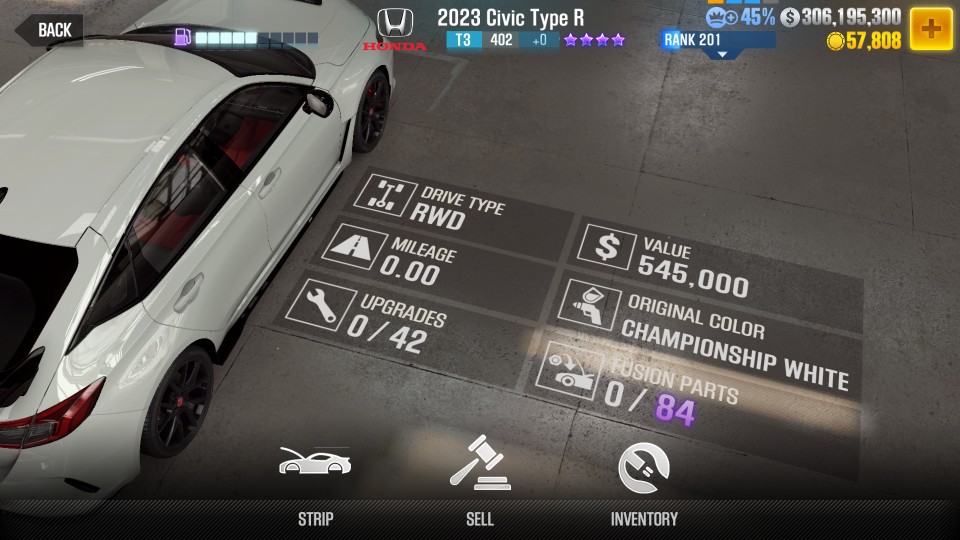 BACK
HONDA
2023 Civic Type R
T3 402 +0
45% $ 306,195,300
RANK 201
57,808
DRIVE TYPE
RWD
MILEAGE
0.00
UPGRADES
0/42
$ VALUE
545,000
ORIGINAL COLOR
CHAMPIONSHIP WHITE
FUSION PARTS
0/84
STRIP
SELL
INVENTORY